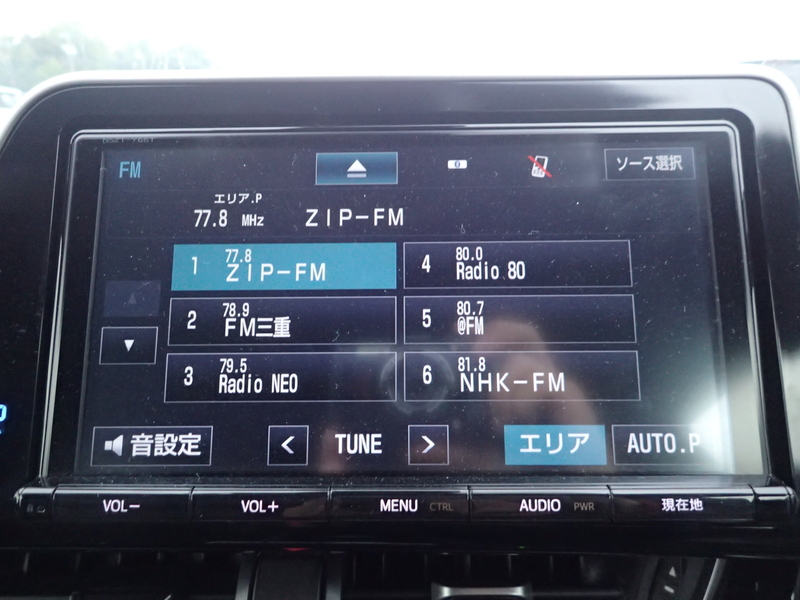 FM
ソース選択
エリア.P
77.8 MHz ZIP-FM
1 77.8 ZIP-FM
4 80.0 Radio 80
2 78.9 FM三重
5 80.7 @FM
3 79.5 Radio NEO
6 81.8 NHK-FM
音設定
< TUNE >
エリア
AUTO.P
VOL− VOL+ MENU CTRL AUDIO PWR 現在地